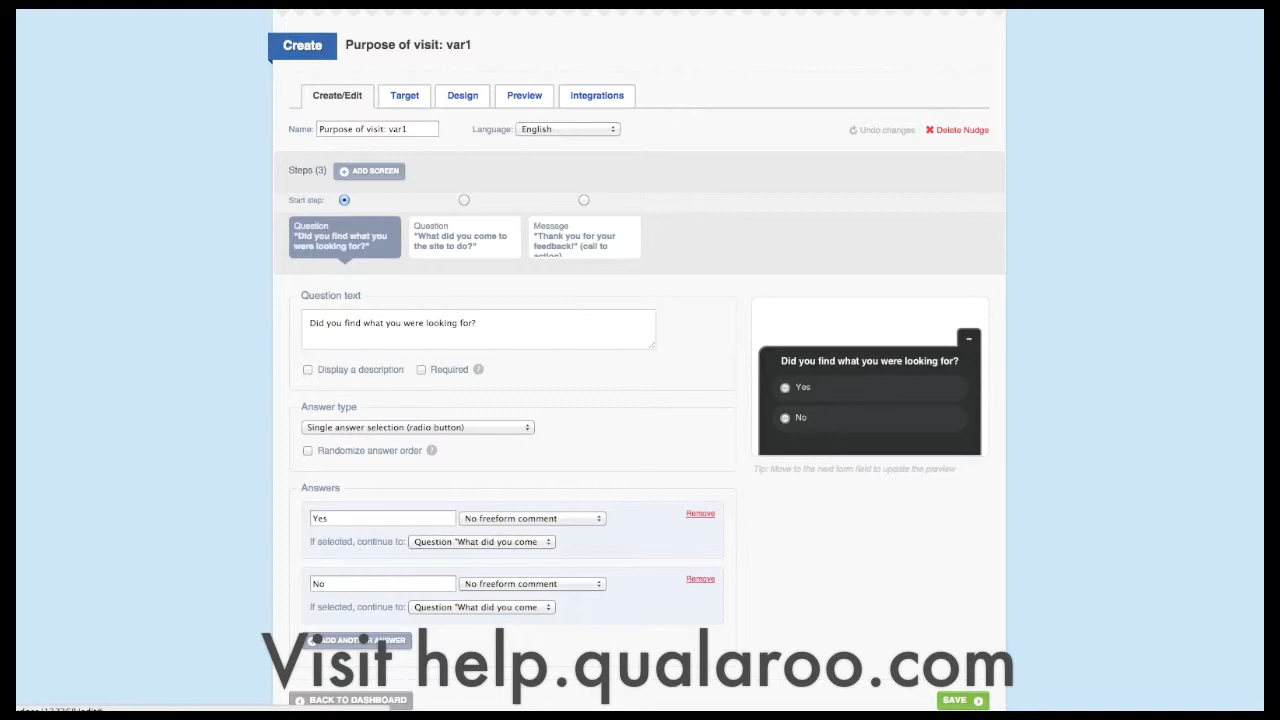 Create
Purpose of visit: var1
Create/Edit
Target
Design
Preview
Integrations
Name:
Purpose of visit: var1
Language:
English
Undo changes
Delete Nudge
Steps (3)
ADD SCREEN
Start step:
Question
"Did you find what you
were looking for?"
Question
"What did you come to
the site to do?"
Message
"Thank you for your
feedback!" (call to
action)
Question text
Did you find what you were looking for?
Display a description
Required
?
Did you find what you were looking for?
Yes
No
Tip: Move to the next form field to update the preview
Answer type
Single answer selection (radio button)
Randomize answer order
?
Answers
Yes
No freeform comment
Remove
If selected, continue to:
Question "What did you come
No
No freeform comment
Remove
If selected, continue to:
Question "What did you come
ADD ANOTHER ANSWER
Visit help.qualaroo.com
BACK TO DASHBOARD
SAVE